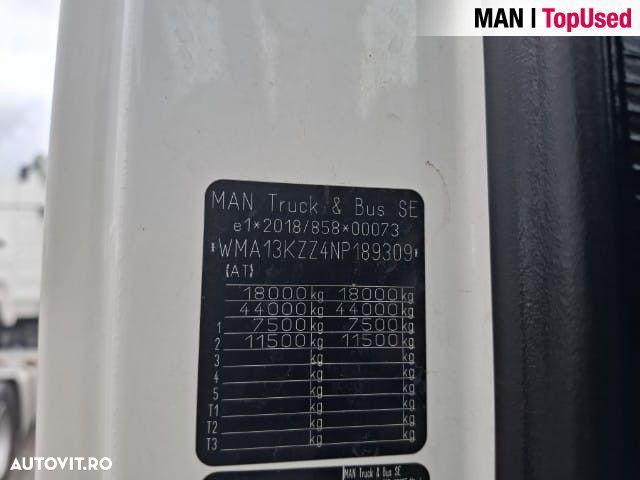 MAN | TopUsed
MAN Truck & Bus SE
e1*2018/858*00073
*WMA13KZZ4NP189309*
(AT)
18000 kg 18000 kg
44000 kg 44000 kg
1 7500 kg 7500 kg
2 11500 kg 11500 kg
3 kg kg
4 kg kg
5 kg kg
T1 kg kg
T2 kg kg
T3 kg kg
MAN Truck & Bus SE
AUTOVIT.RO